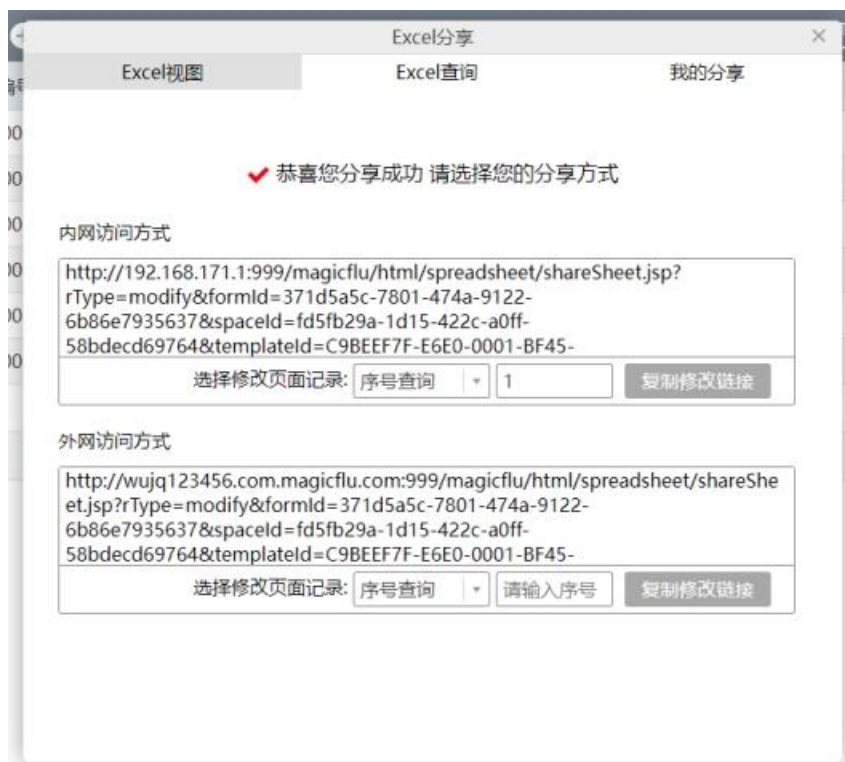 Excel分享
Excel视图 Excel查询 我的分享
恭喜您分享成功 请选择您的分享方式
内网访问方式
http://192.168.171.1:999/magicflu/html/spreadsheet/shareSheet.jsp?
rType=modify&formId=371d5a5c-7801-474a-9122-
6b86e7935637&spaceId=fd5fb29a-1d15-422c-a0ff-
58bdecd69764&templateId=C9BEEF7F-E6E0-0001-BF45-
选择修改页面记录: 序号查询 1 复制修改链接
外网访问方式
http://wujq123456.com.magicflu.com:999/magicflu/html/spreadsheet/shareShe
et.jsp?rType=modify&formId=371d5a5c-7801-474a-9122-
6b86e7935637&spaceId=fd5fb29a-1d15-422c-a0ff-
58bdecd69764&templateId=C9BEEF7F-E6E0-0001-BF45-
选择修改页面记录: 序号查询 请输入序号 复制修改链接